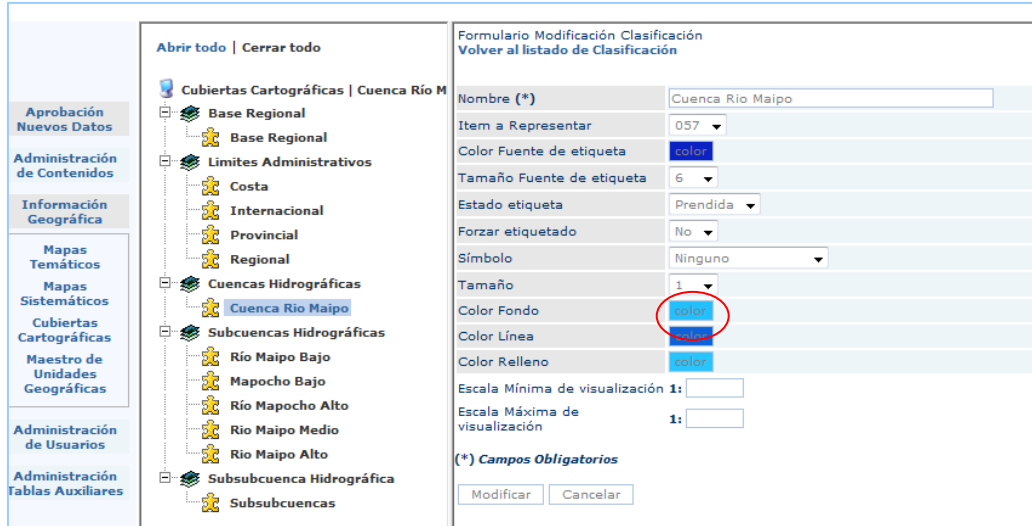 Aprobación
Nuevos Datos
Administración
de Contenidos
Información
Geográfica
Mapas
Temáticos
Mapas
Sistemáticos
Cubiertas
Cartográficas
Maestro de
Unidades
Geográficas
Administración
de Usuarios
Administración
Tablas Auxiliares
Abrir todo | Cerrar todo
Cubiertas Cartográficas | Cuenca Río M
Base Regional
Base Regional
Limites Administrativos
Costa
Internacional
Provincial
Regional
Cuencas Hidrográficas
Cuenca Rio Maipo
Subcuencas Hidrográficas
Río Maipo Bajo
Mapocho Bajo
Río Mapocho Alto
Rio Maipo Medio
Rio Maipo Alto
Subsubcuenca Hidrográfica
Subsubcuencas
Formulario Modificación Clasificación
Volver al listado de Clasificación
Nombre (*) Cuenca Rio Maipo
Item a Representar 057
Color Fuente de etiqueta color
Tamaño Fuente de etiqueta 6
Estado etiqueta Prendida
Forzar etiquetado No
Símbolo Ninguno
Tamaño 1
Color Fondo color
Color Línea color
Color Relleno color
Escala Mínima de visualización 1:
Escala Máxima de
visualización 1:
(*) Campos Obligatorios
Modificar Cancelar